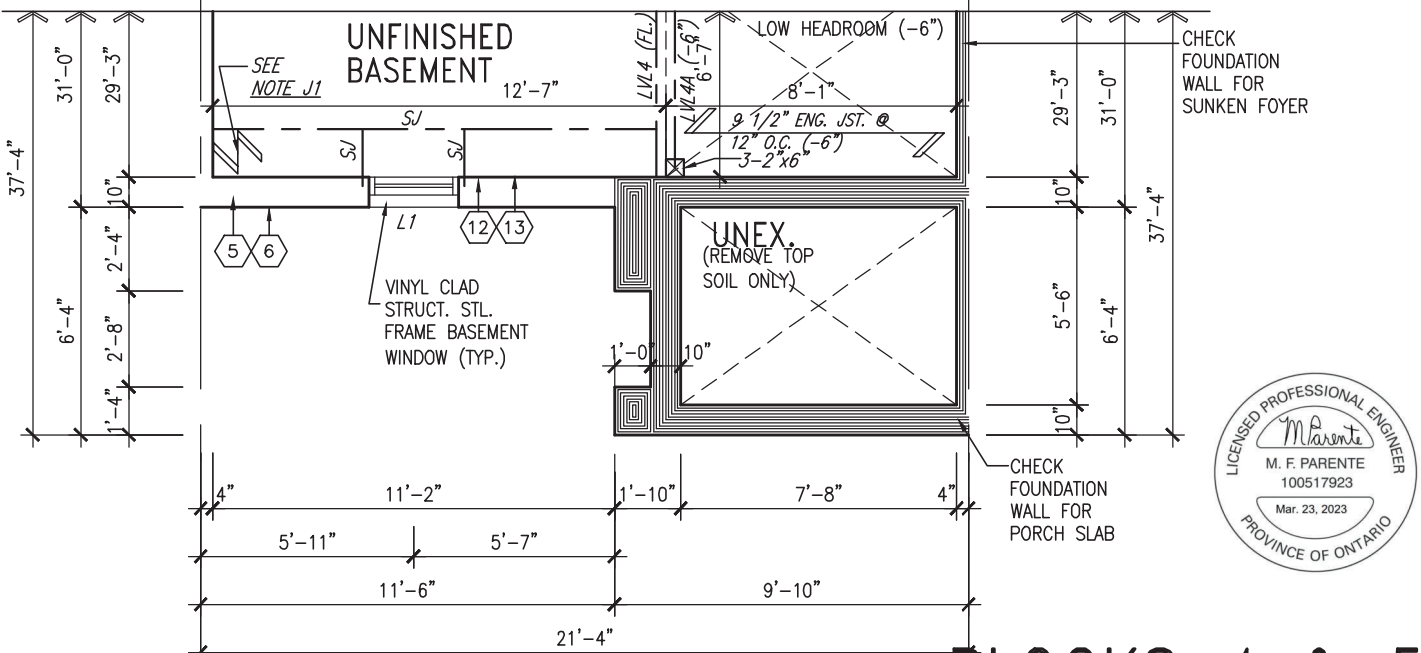 UNFINISHED
BASEMENT
LOW HEADROOM (-6")
SEE
NOTE J1
12'-7"
8'-1"
LVL4 (FL.)
LVL4A (-6")
6'-7"
SJ
SJ
SJ
9 1/2" ENG. JST. @
12" O.C. (-6")
3-2"x6"
CHECK
FOUNDATION
WALL FOR
SUNKEN FOYER
37'-4"
31'-0"
29'-3"
10"
6'-4"
2'-4"
2'-8"
1'-4"
5
6
L1
12
13
VINYL CLAD
STRUCT. STL.
FRAME BASEMENT
WINDOW (TYP.)
UNEX.
(REMOVE TOP
SOIL ONLY)
1'-0"
10"
29'-3"
31'-0"
37'-4"
10"
5'-6"
6'-4"
10"
CHECK
FOUNDATION
WALL FOR
PORCH SLAB
4"
11'-2"
1'-10"
7'-8"
4"
5'-11"
5'-7"
11'-6"
9'-10"
21'-4"
LICENSED PROFESSIONAL ENGINEER
MParente
M. F. PARENTE
100517923
Mar. 23, 2023
PROVINCE OF ONTARIO